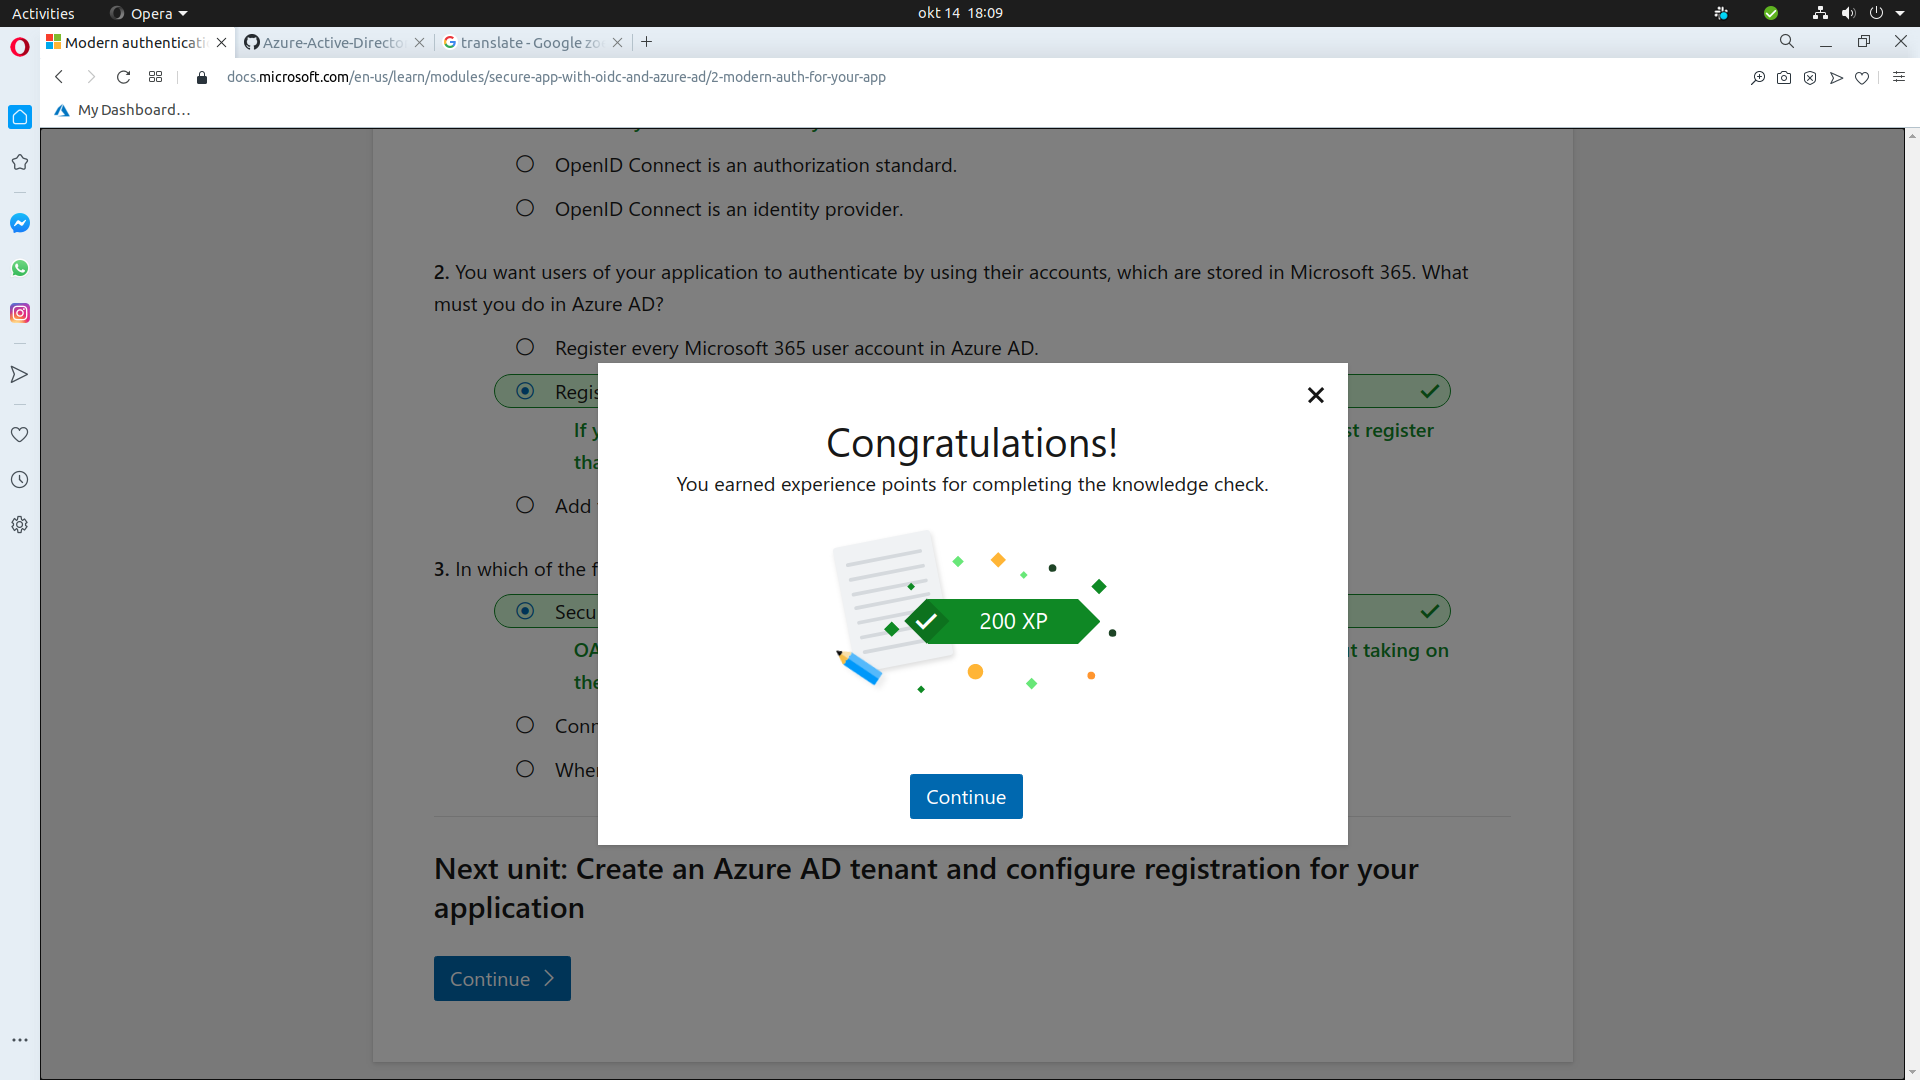 Activities
Opera
okt 14 18:09
Modern authenticati
Azure-Active-Directo
translate - Google zoe
docs.microsoft.com/en-us/learn/modules/secure-app-with-oidc-and-azure-ad/2-modern-auth-for-your-app
My Dashboard…
OpenID Connect is an authorization standard.
OpenID Connect is an identity provider.
2. You want users of your application to authenticate by using their accounts, which are stored in Microsoft 365. What
must you do in Azure AD?
Register every Microsoft 365 user account in Azure AD.
Regis
If y
st register
tha
Add
3. In which of the f
Secu
OA
t taking on
the
Conn
When
Congratulations!
You earned experience points for completing the knowledge check.
200 XP
Continue
Next unit: Create an Azure AD tenant and configure registration for your
application
Continue